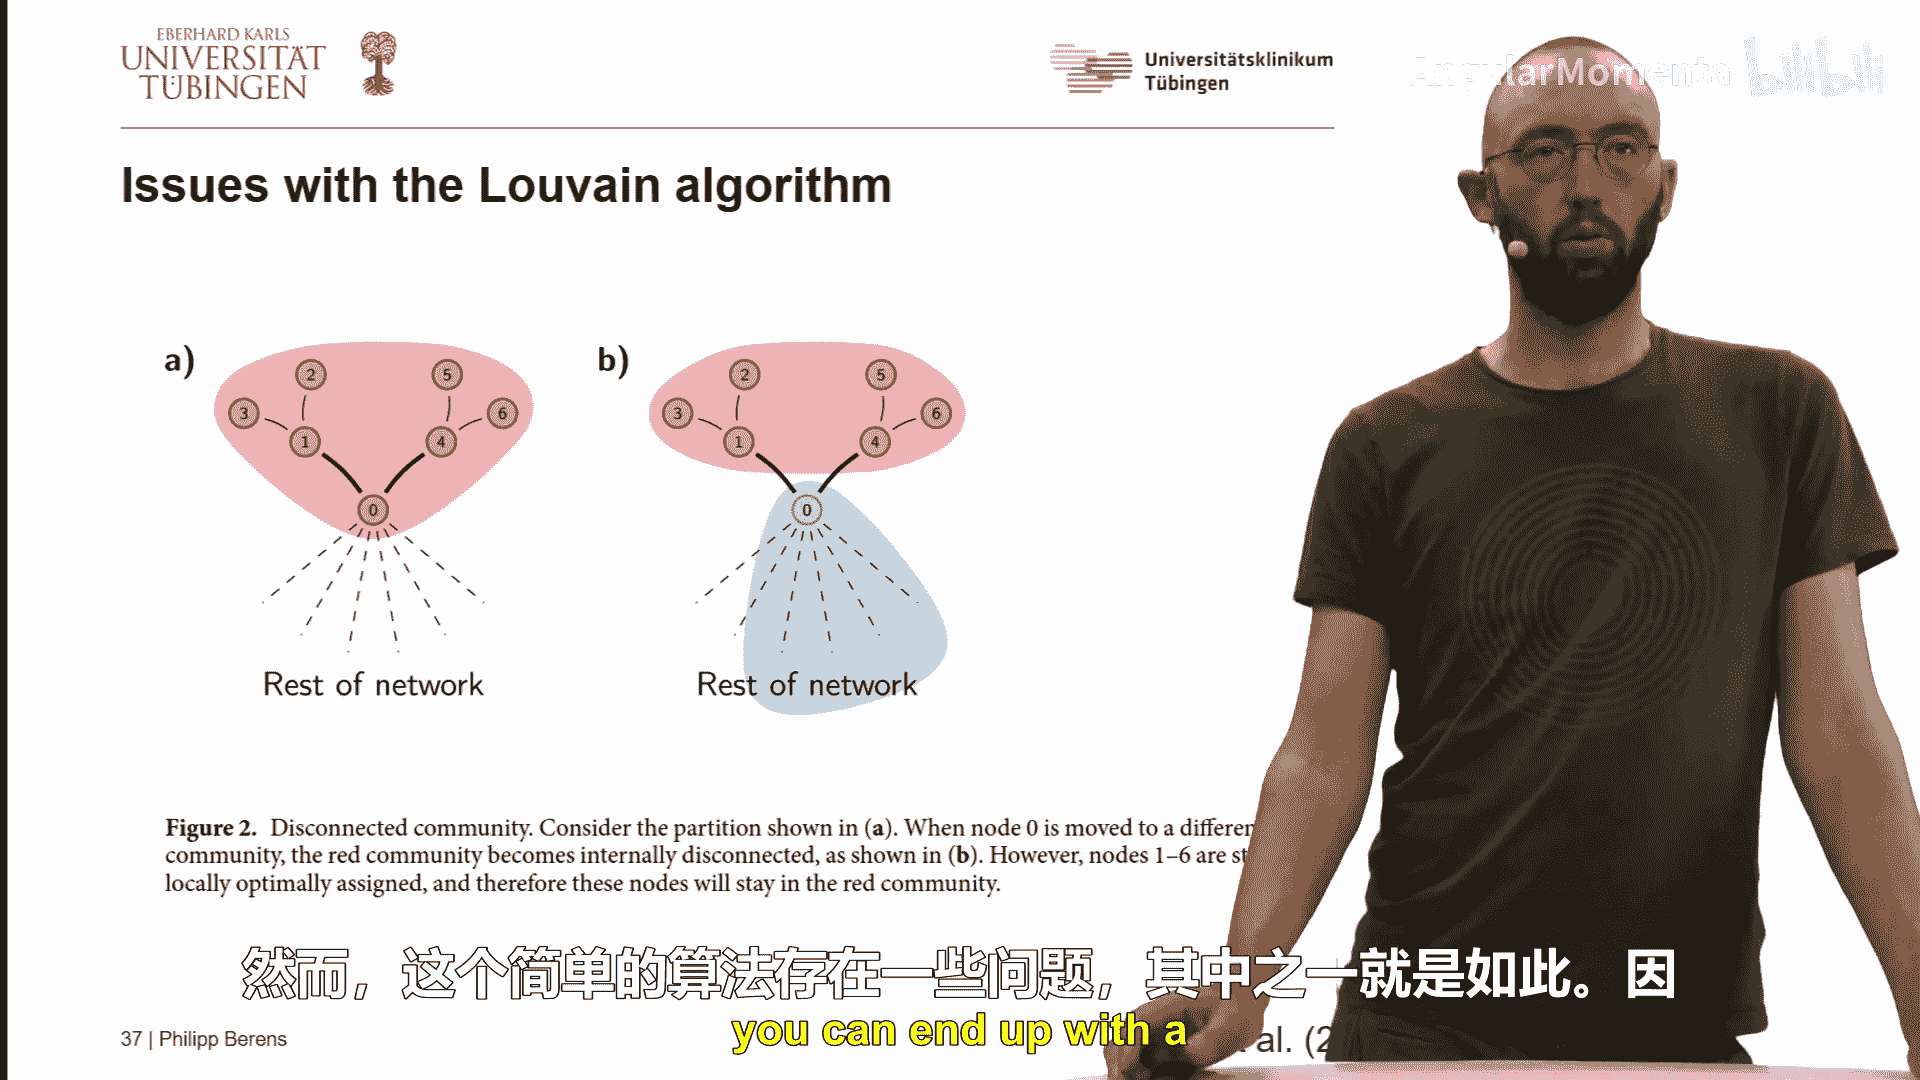 EBERHARD KARLS
UNIVERSITÄT
TÜBINGEN
Universitätsklinikum
Tübingen
AngularMomenta bilibili
Issues with the Louvain algorithm
a)
2
5
3
6
1
4
0
Rest of network
b)
2
5
3
6
1
4
0
Rest of network
Figure 2. Disconnected community. Consider the partition shown in (a). When node 0 is moved to a differen
community, the red community becomes internally disconnected, as shown in (b). However, nodes 1–6 are st
locally optimally assigned, and therefore these nodes will stay in the red community.
然而，这个简单的算法存在一些问题，其中之一就是如此。因
you can end up with a
37 | Philipp Berens
al. (2